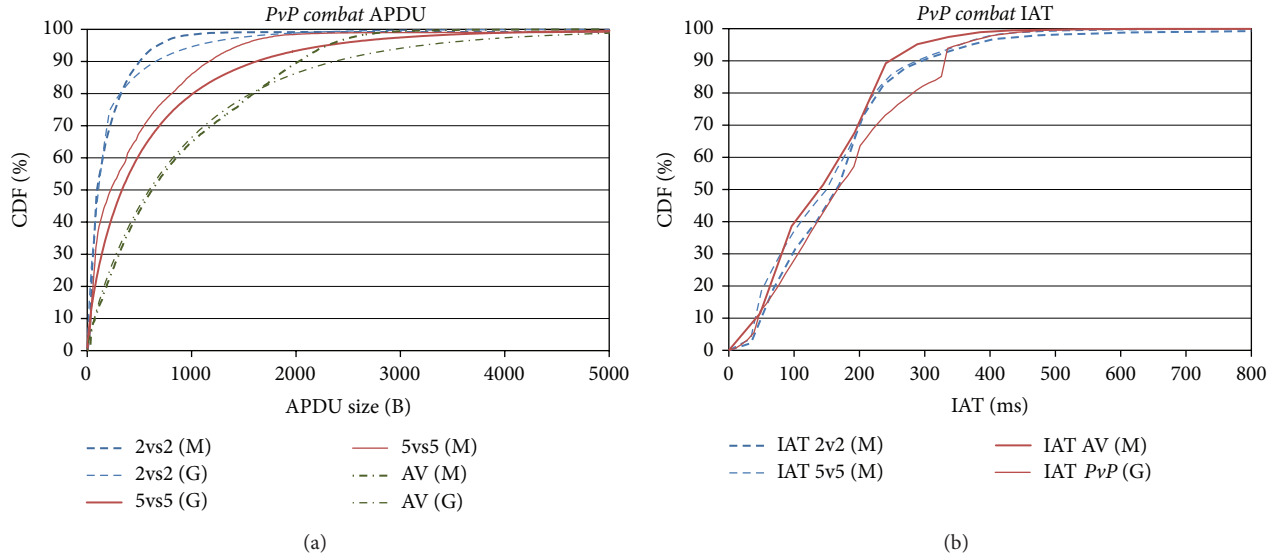 PvP combat APDU
100
90
80
70
60
50
40
30
20
10
0
CDF (%)
0 1000 2000 3000 4000 5000
APDU size (B)
2vs2 (M)
2vs2 (G)
5vs5 (G)
5vs5 (M)
AV (M)
AV (G)
(a)
PvP combat IAT
100
90
80
70
60
50
40
30
20
10
0
CDF (%)
0 100 200 300 400 500 600 700 800
IAT (ms)
IAT 2v2 (M)
IAT 5v5 (M)
IAT AV (M)
IAT PvP (G)
(b)